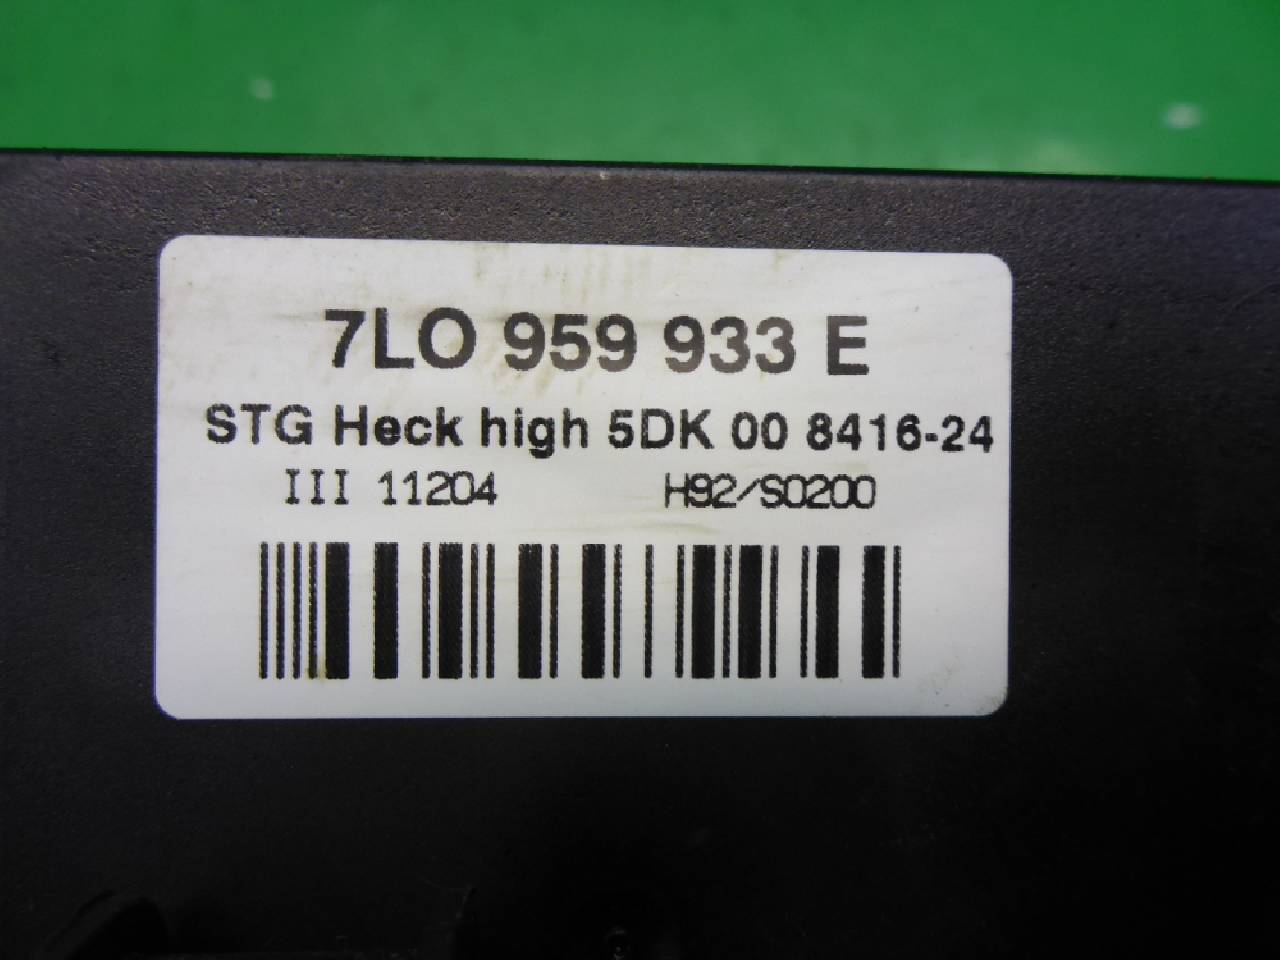 7LO 959 933 E
STG Heck high 5DK 00 8416-24
III 11204 H92/S0200